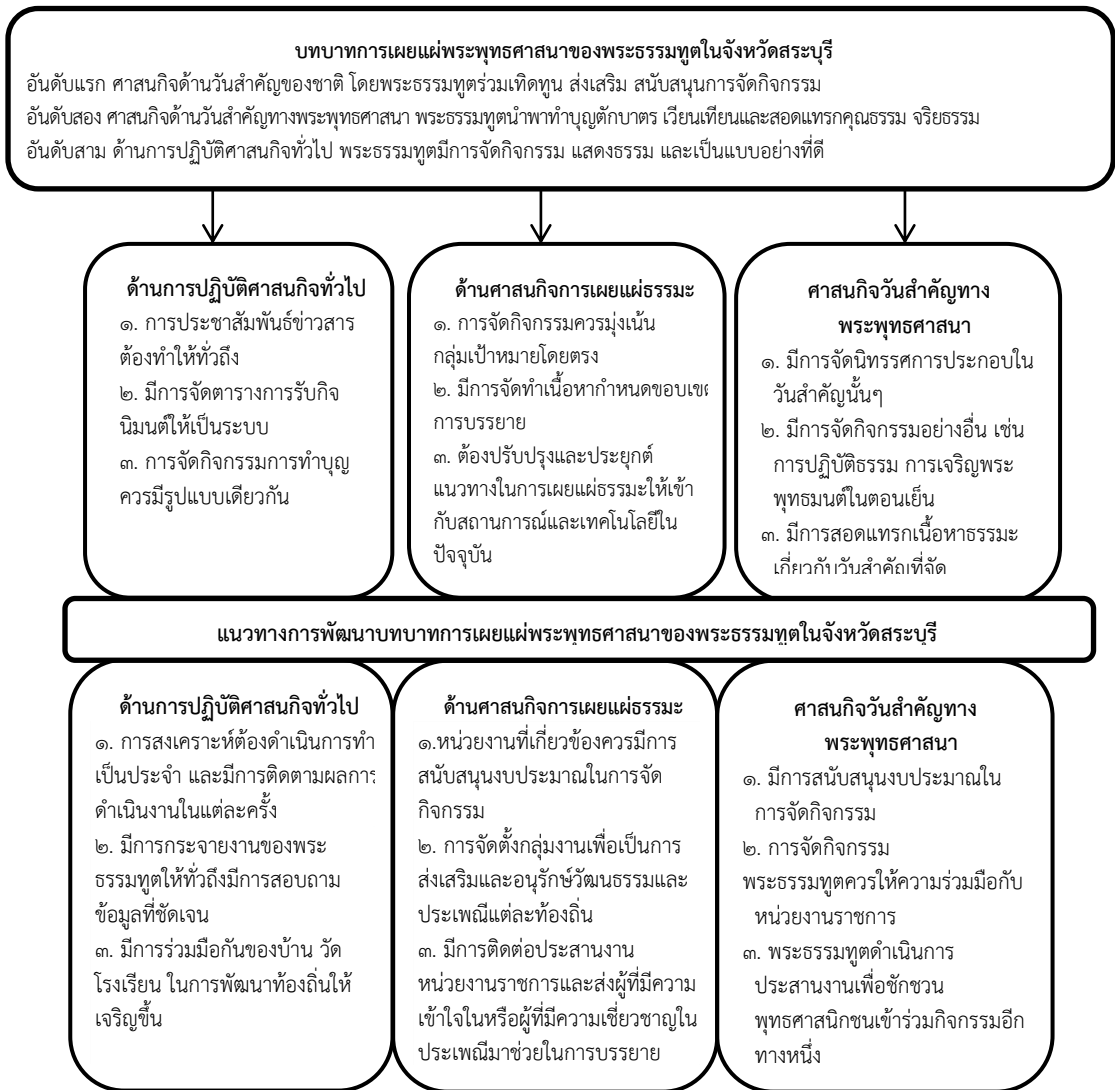 บทบาทการเผยแผ่พระพุทธศาสนาของพระธรรมทูตในจังหวัดสระบุรี
อันดับแรก ศาสนกิจด้านวันสำคัญของชาติ โดยพระธรรมทูตร่วมเทิดทูน ส่งเสริม สนับสนุนการจัดกิจกรรม
อันดับสอง ศาสนกิจด้านวันสำคัญทางพระพุทธศาสนา พระธรรมทูตนำพาทำบุญตักบาตร เวียนเทียนและสอดแทรกคุณธรรม จริยธรรม
อันดับสาม ด้านการปฏิบัติศาสนกิจทั่วไป พระธรรมทูตมีการจัดกิจกรรม แสดงธรรม และเป็นแบบอย่างที่ดี
ด้านการปฏิบัติศาสนกิจทั่วไป
๑. การประชาสัมพันธ์ข่าวสาร
ต้องทำให้ทั่วถึง
๒. มีการจัดตารางการรับกิจ
นิมนต์ให้เป็นระบบ
๓. การจัดกิจกรรมการทำบุญ
ควรมีรูปแบบเดียวกัน
ด้านศาสนกิจการเผยแผ่ธรรมะ
๑. การจัดกิจกรรมควรมุ่งเน้น
กลุ่มเป้าหมายโดยตรง
๒. มีการจัดทำเนื้อหากำหนดขอบเขต
การบรรยาย
๓. ต้องปรับปรุงและประยุกต์
แนวทางในการเผยแผ่ธรรมะให้เข้า
กับสถานการณ์และเทคโนโลยีใน
ปัจจุบัน
ศาสนกิจวันสำคัญทาง
พระพุทธศาสนา
๑. มีการจัดนิทรรศการประกอบใน
วันสำคัญนั้นๆ
๒. มีการจัดกิจกรรมอย่างอื่น เช่น
การปฏิบัติธรรม การเจริญพระ
พุทธมนต์ในตอนเย็น
๓. มีการสอดแทรกเนื้อหาธรรมะ
เกี่ยวกับวันสำคัญที่จัด
แนวทางการพัฒนาบทบาทการเผยแผ่พระพุทธศาสนาของพระธรรมทูตในจังหวัดสระบุรี
ด้านการปฏิบัติศาสนกิจทั่วไป
๑. การสงเคราะห์ต้องดำเนินการทำ
เป็นประจำ และมีการติดตามผลการ
ดำเนินงานในแต่ละครั้ง
๒. มีการกระจายงานของพระ
ธรรมทูตให้ทั่วถึงมีการสอบถาม
ข้อมูลที่ชัดเจน
๓. มีการร่วมมือกันของบ้าน วัด
โรงเรียน ในการพัฒนาท้องถิ่นให้
เจริญขึ้น
ด้านศาสนกิจการเผยแผ่ธรรมะ
๑.หน่วยงานที่เกี่ยวข้องควรมีการ
สนับสนุนงบประมาณในการจัด
กิจกรรม
๒. การจัดตั้งกลุ่มงานเพื่อเป็นการ
ส่งเสริมและอนุรักษ์วัฒนธรรมและ
ประเพณีแต่ละท้องถิ่น
๓. มีการติดต่อประสานงาน
หน่วยงานราชการและส่งผู้ที่มีความ
เข้าใจในหรือผู้ที่มีความเชี่ยวชาญใน
ประเพณีมาช่วยในการบรรยาย
ศาสนกิจวันสำคัญทาง
พระพุทธศาสนา
๑. มีการสนับสนุนงบประมาณใน
การจัดกิจกรรม
๒. การจัดกิจกรรม
พระธรรมทูตควรให้ความร่วมมือกับ
หน่วยงานราชการ
๓. พระธรรมทูตดำเนินการ
ประสานงานเพื่อชักชวน
พุทธศาสนิกชนเข้าร่วมกิจกรรมอีก
ทางหนึ่ง